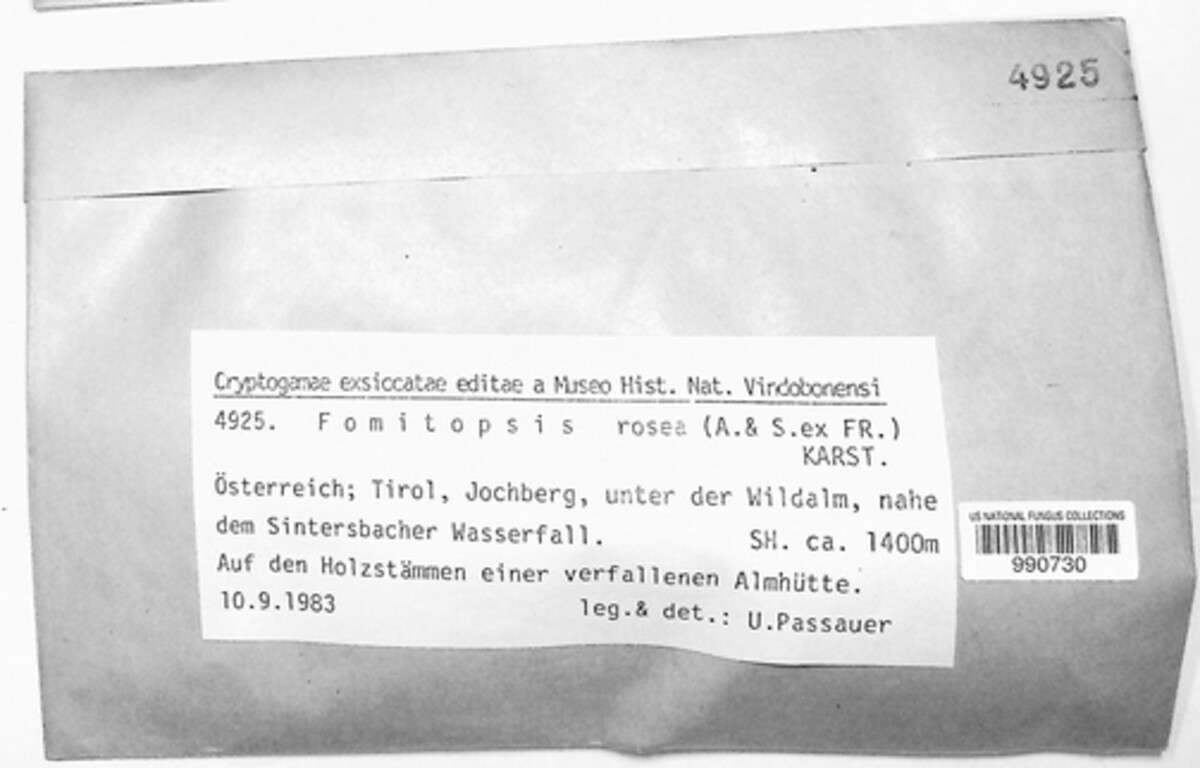 4925
Cryptogamae exsiccatae editae a Museo Hist. Nat. Vindobonensi
4925. Fomitopsis rosea (A.& S.ex FR.)
KARST.
Österreich; Tirol, Jochberg, unter der Wildalm, nahe
dem Sintersbacher Wasserfall. SH. ca. 1400m
Auf den Holzstämmen einer verfallenen Almhütte.
10.9.1983 leg.& det.: U.Passauer
US NATIONAL FUNGUS COLLECTIONS
990730